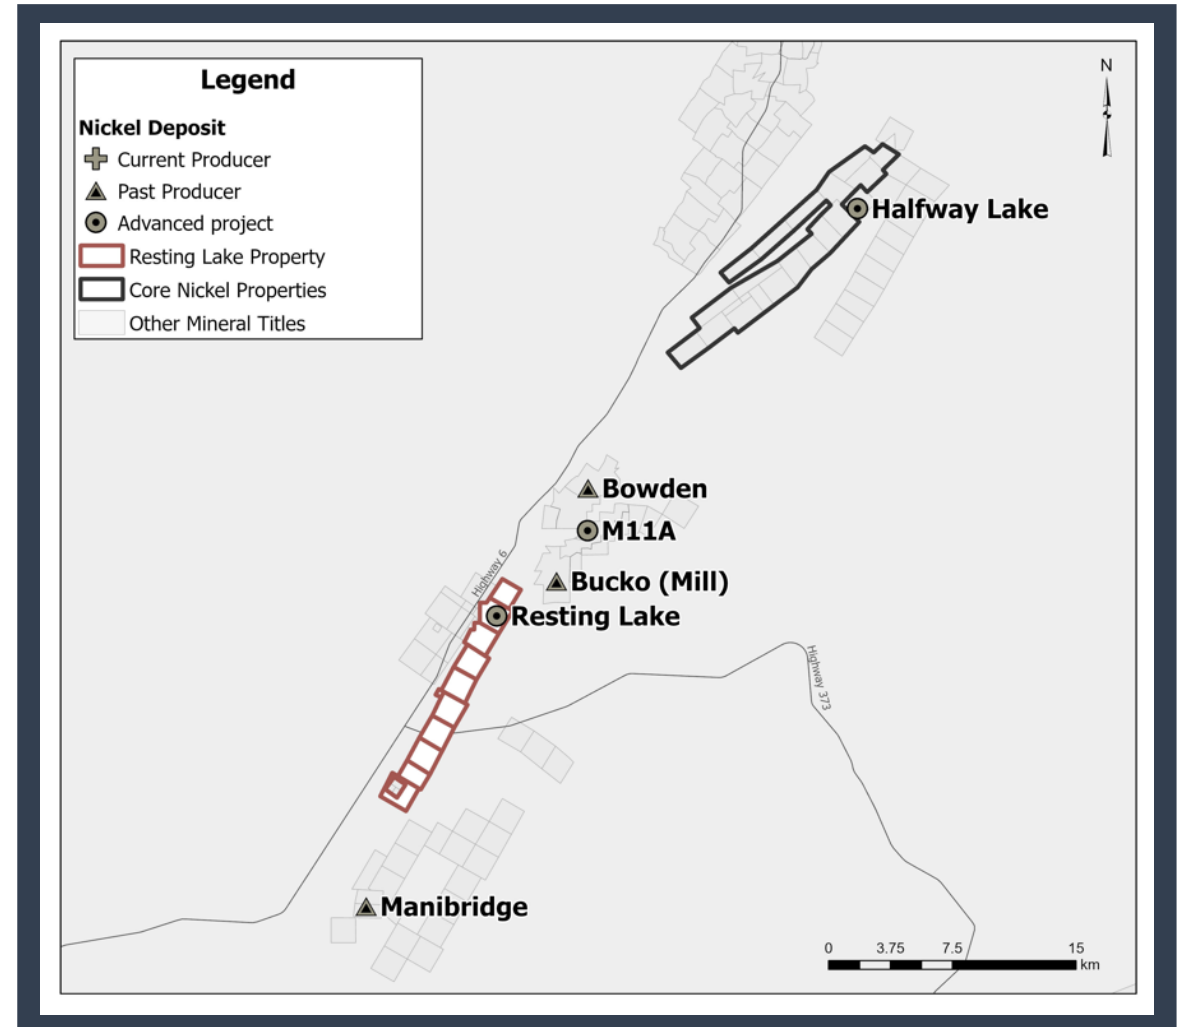 Legend
Nickel Deposit
Current Producer
Past Producer
Advanced project
Resting Lake Property
Core Nickel Properties
Other Mineral Titles
N
Halfway Lake
Bowden
M11A
Highway 6
Bucko (Mill)
Resting Lake
Highway 373
Manibridge
0 3.75 7.5 15
km